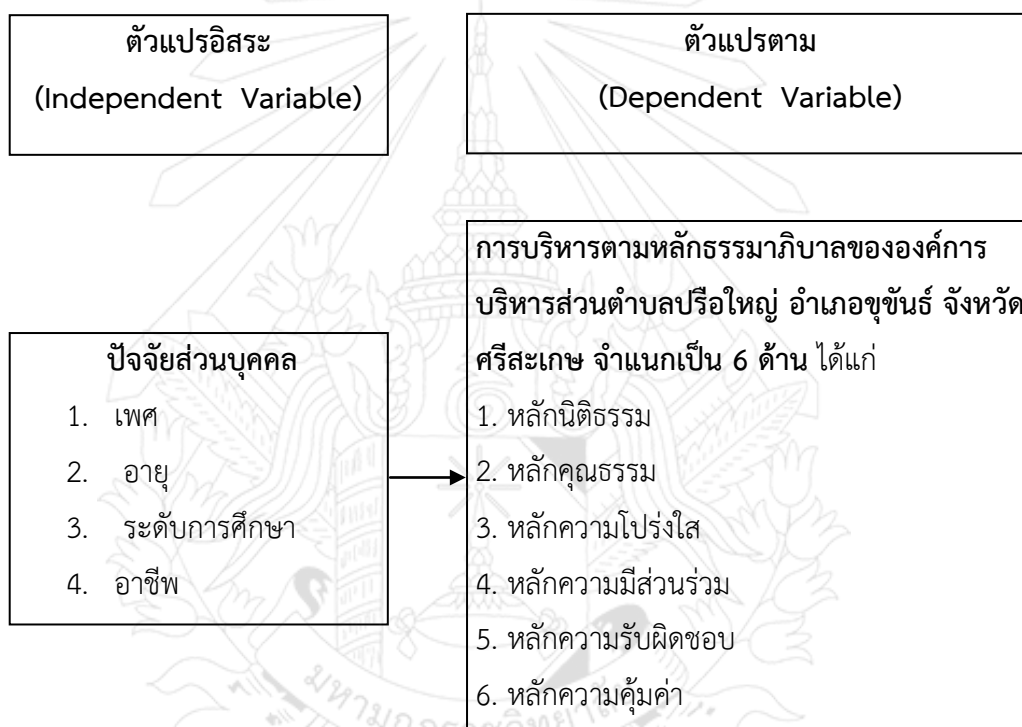 ตัวแปรอิสระ
(Independent Variable)
ตัวแปรตาม
(Dependent Variable)
ปัจจัยส่วนบุคคล
1. เพศ
2. อายุ
3. ระดับการศึกษา
4. อาชีพ
การบริหารตามหลักธรรมาภิบาลขององค์การ
บริหารส่วนตำบลปรือใหญ่ อำเภอขุขันธ์ จังหวัด
ศรีสะเกษ จำแนกเป็น 6 ด้าน ได้แก่
1. หลักนิติธรรม
2. หลักคุณธรรม
3. หลักความโปร่งใส
4. หลักความมีส่วนร่วม
5. หลักความรับผิดชอบ
6. หลักความคุ้มค่า